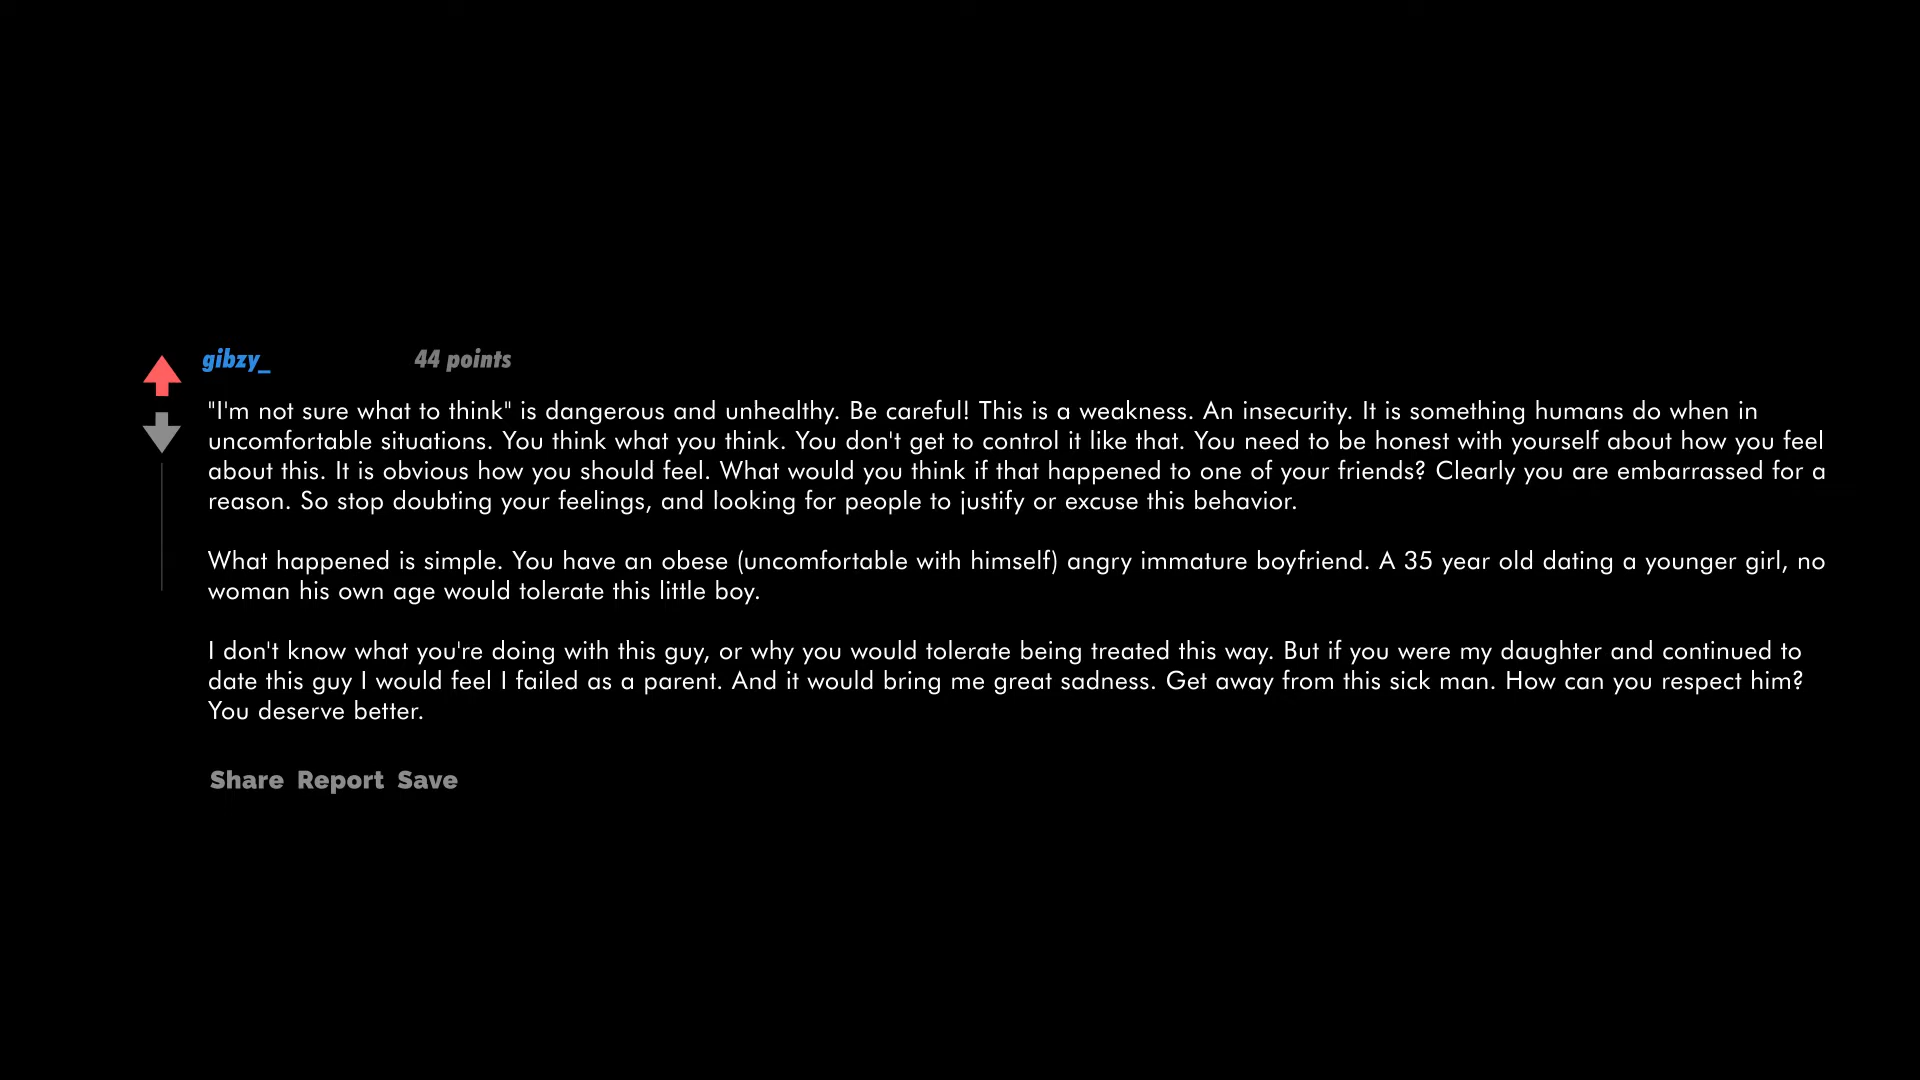 gibzy_ 44 points
"I'm not sure what to think" is dangerous and unhealthy. Be careful! This is a weakness. An insecurity. It is something humans do when in
uncomfortable situations. You think what you think. You don't get to control it like that. You need to be honest with yourself about how you feel
about this. It is obvious how you should feel. What would you think if that happened to one of your friends? Clearly you are embarrassed for a
reason. So stop doubting your feelings, and looking for people to justify or excuse this behavior.
What happened is simple. You have an obese (uncomfortable with himself) angry immature boyfriend. A 35 year old dating a younger girl, no
woman his own age would tolerate this little boy.
I don't know what you're doing with this guy, or why you would tolerate being treated this way. But if you were my daughter and continued to
date this guy I would feel I failed as a parent. And it would bring me great sadness. Get away from this sick man. How can you respect him?
You deserve better.
Share Report Save